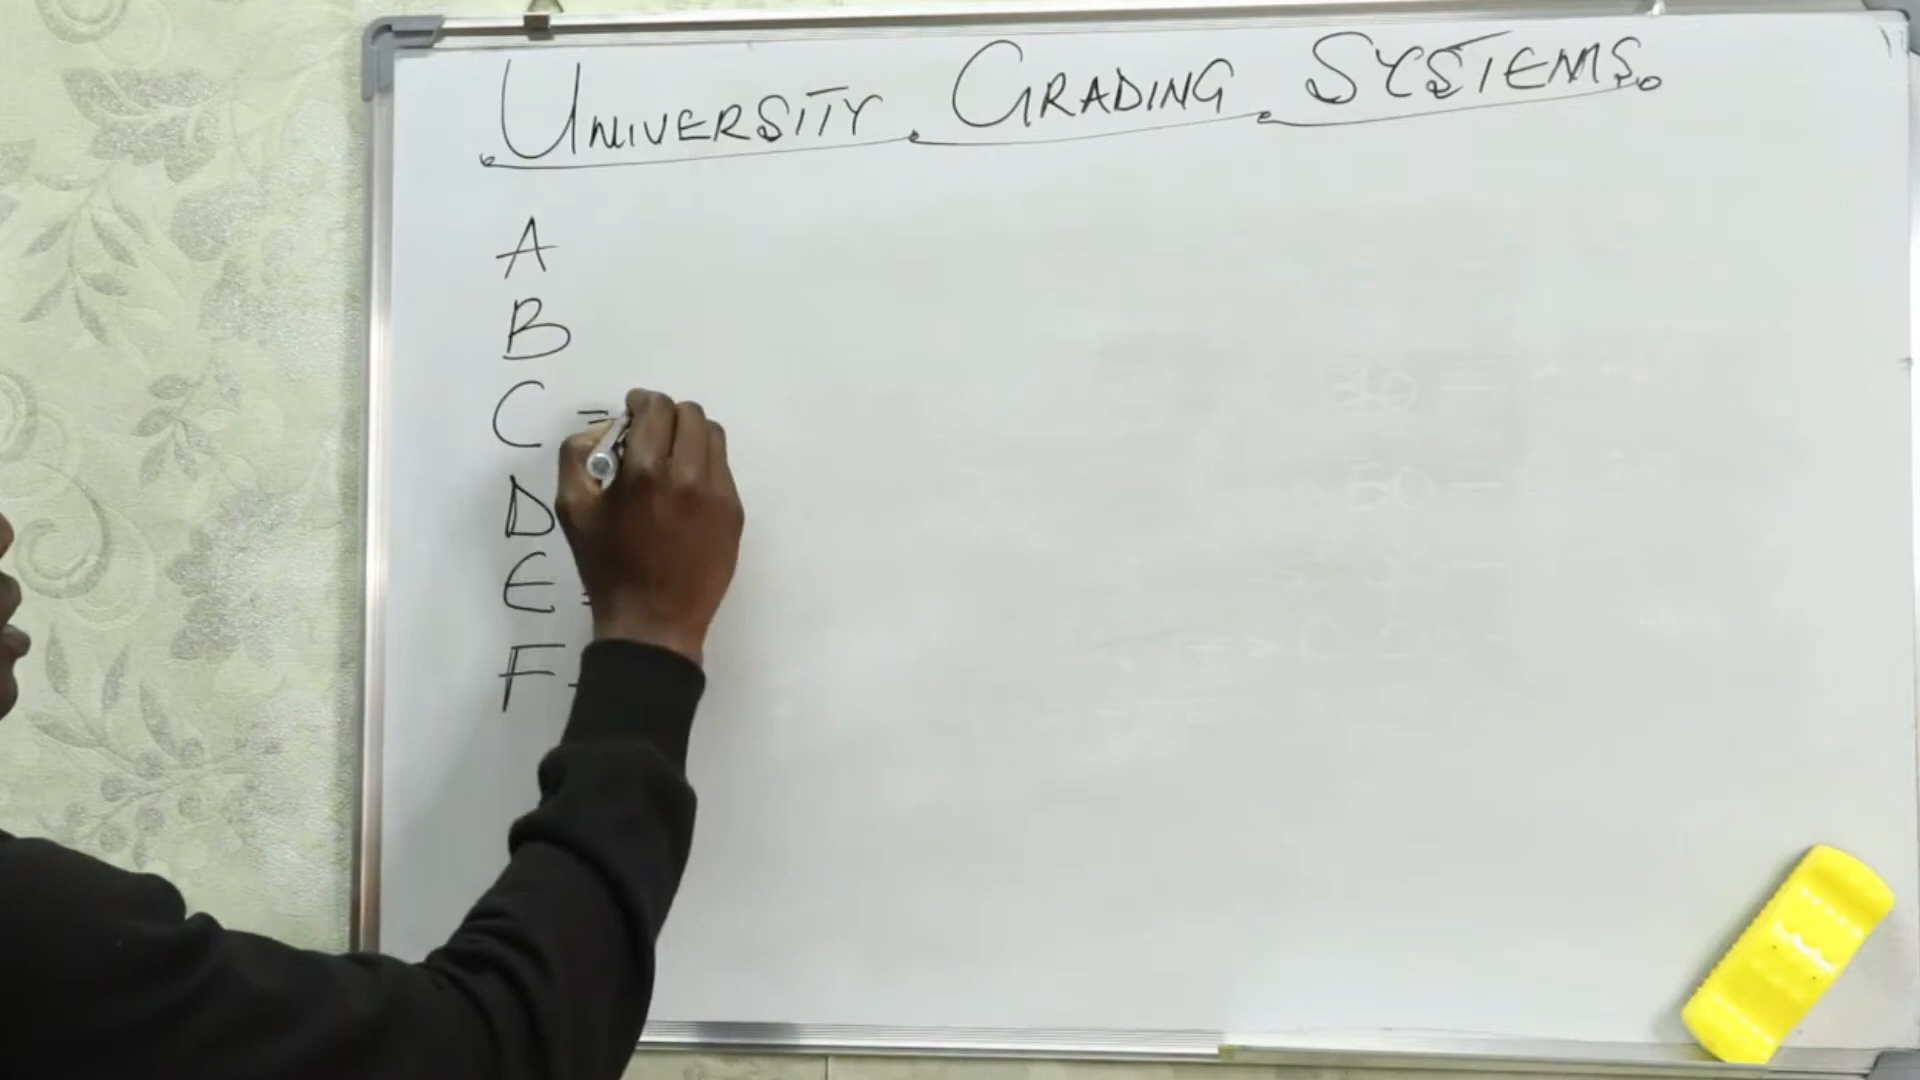 UNIVERSITY GRADING SYSTEMS
A
B
C =
D
E =
F